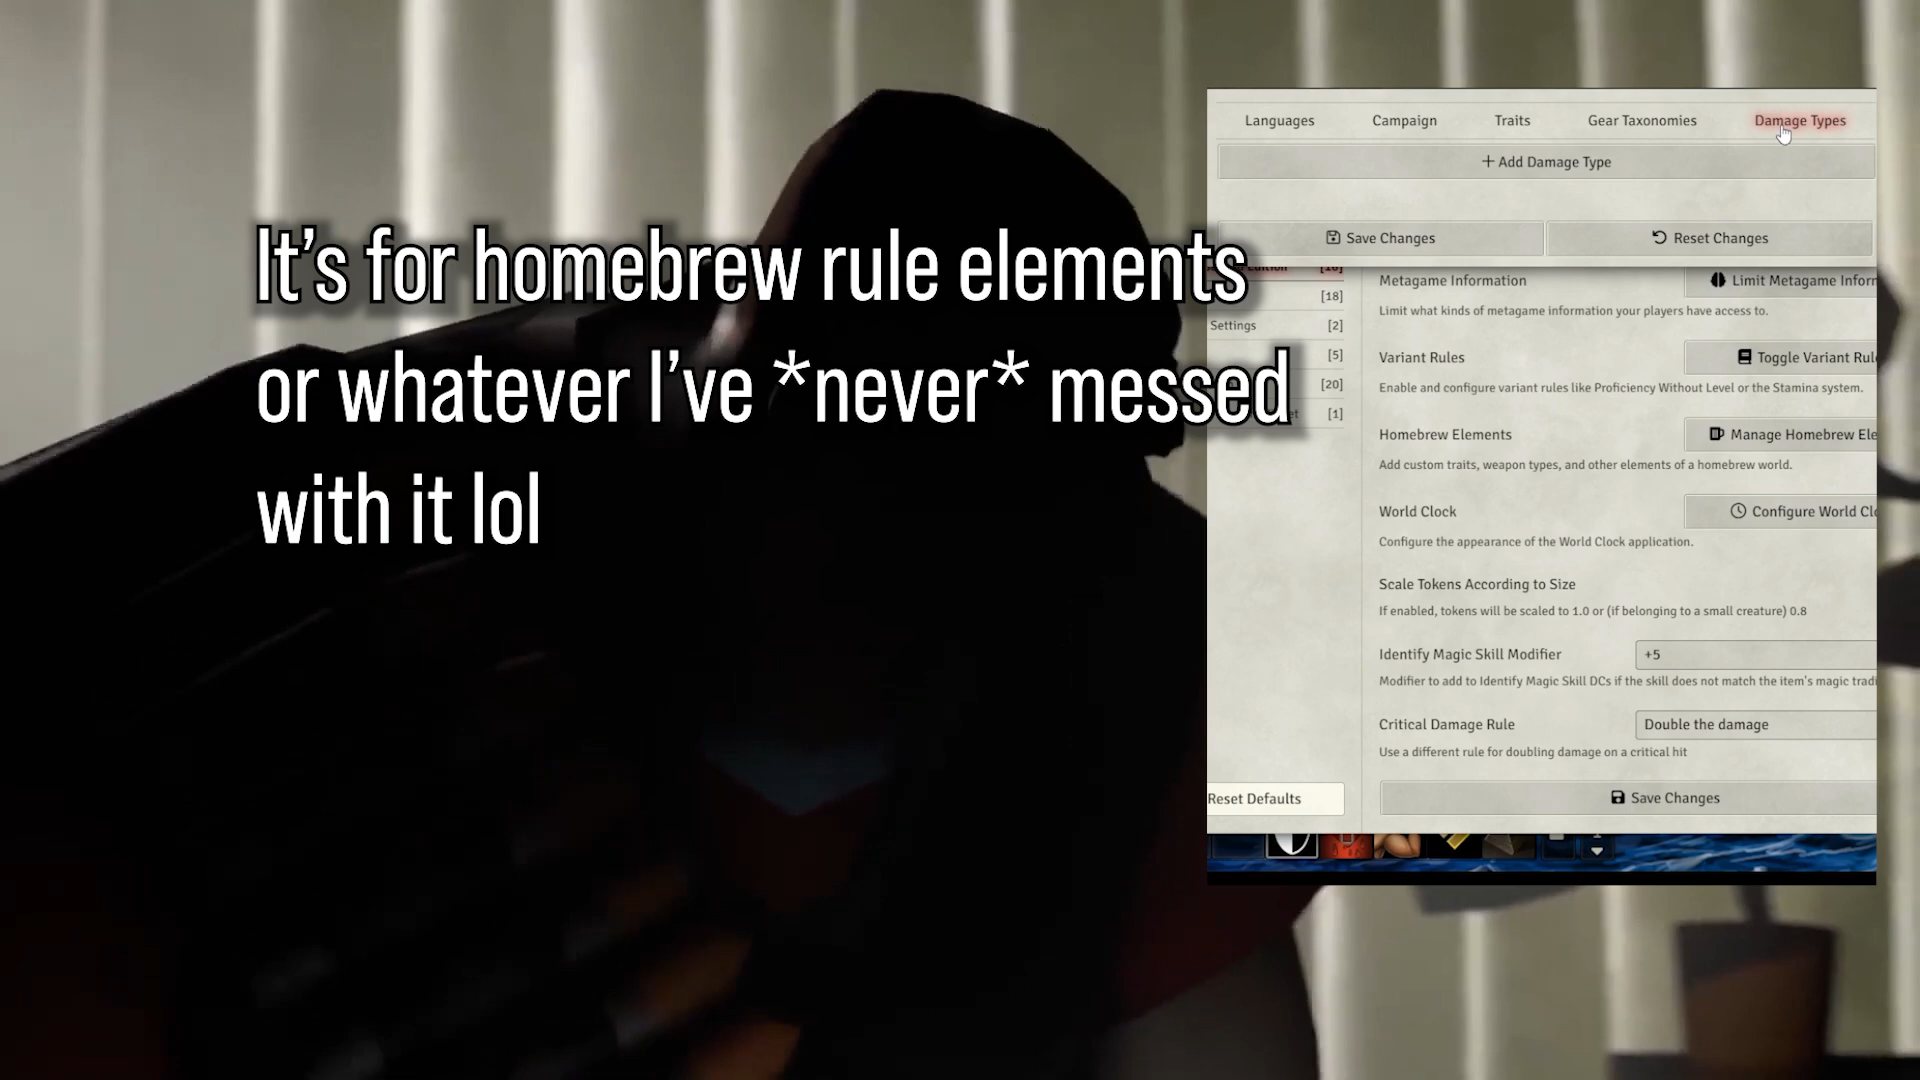 It's for homebrew rule elements
or whatever I've *never* messed
with it lol
Languages Campaign Traits Gear Taxonomies Damage Types
+ Add Damage Type
Save Changes Reset Changes
[18]
Settings [2]
[5]
[20]
[1]
Reset Defaults
Metagame Information Limit Metagame Inforr
Limit what kinds of metagame information your players have access to.
Variant Rules Toggle Variant Rul
Enable and configure variant rules like Proficiency Without Level or the Stamina system.
Homebrew Elements Manage Homebrew Ele
Add custom traits, weapon types, and other elements of a homebrew world.
World Clock Configure World Clo
Configure the appearance of the World Clock application.
Scale Tokens According to Size
If enabled, tokens will be scaled to 1.0 or (if belonging to a small creature) 0.8
Identify Magic Skill Modifier +5
Modifier to add to Identify Magic Skill DCs if the skill does not match the item's magic tradi
Critical Damage Rule Double the damage
Use a different rule for doubling damage on a critical hit
Save Changes